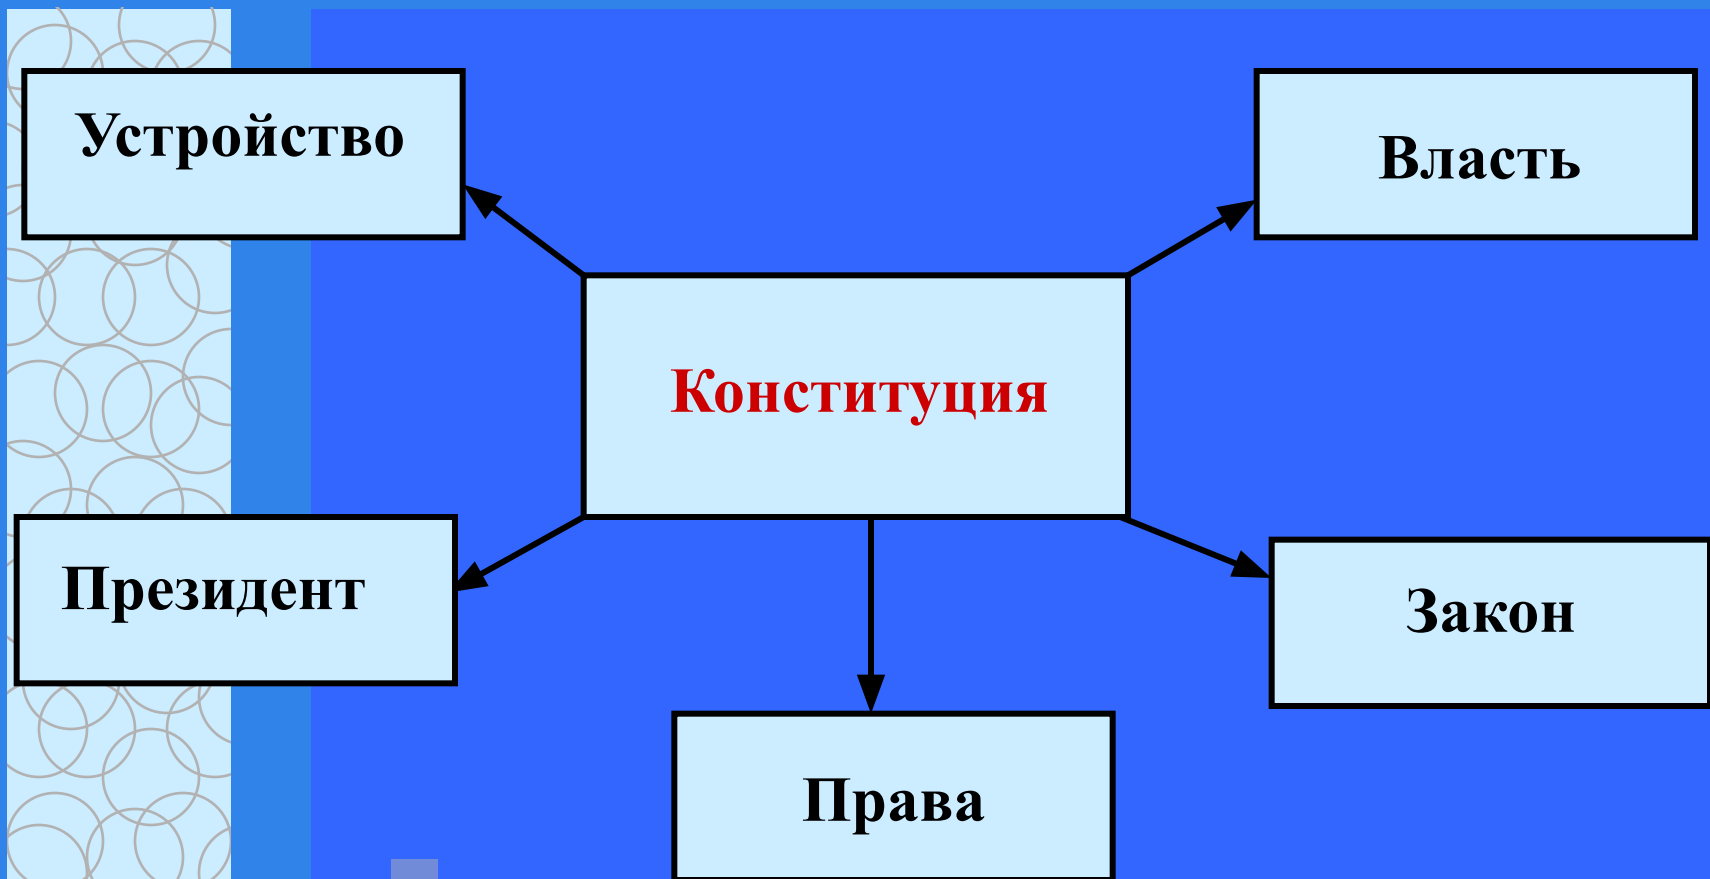 Устройство
Власть
Конституция
Президент
Закон
Права